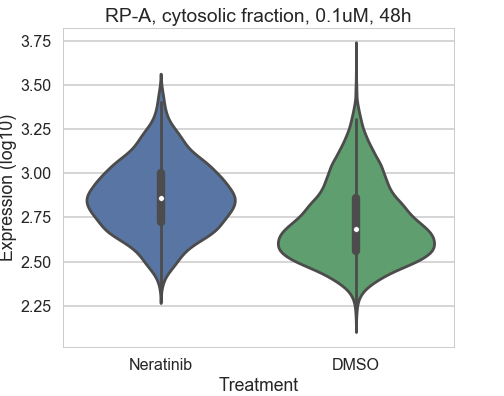 RP-A, cytosolic fraction, 0.1uM, 48h
3.75
3.50
3.25
3.00
2.75
2.50
2.25
Expression (log10)
Neratinib DMSO
Treatment